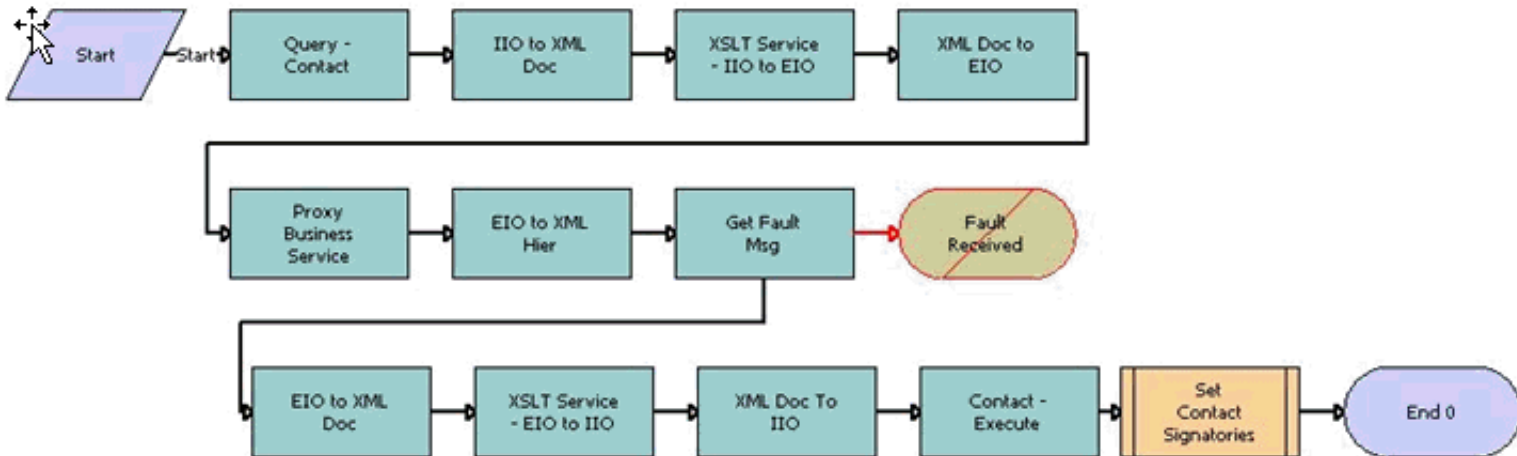 Start
Start
Query -
Contact
IIO to XML
Doc
XSLT Service
- IIO to EIO
XML Doc to
EIO
Proxy
Business
Service
EIO to XML
Hier
Get Fault
Msg
Fault
Received
EIO to XML
Doc
XSLT Service
- EIO to IIO
XML Doc To
IIO
Contact -
Execute
Set
Contact
Signatories
End 0